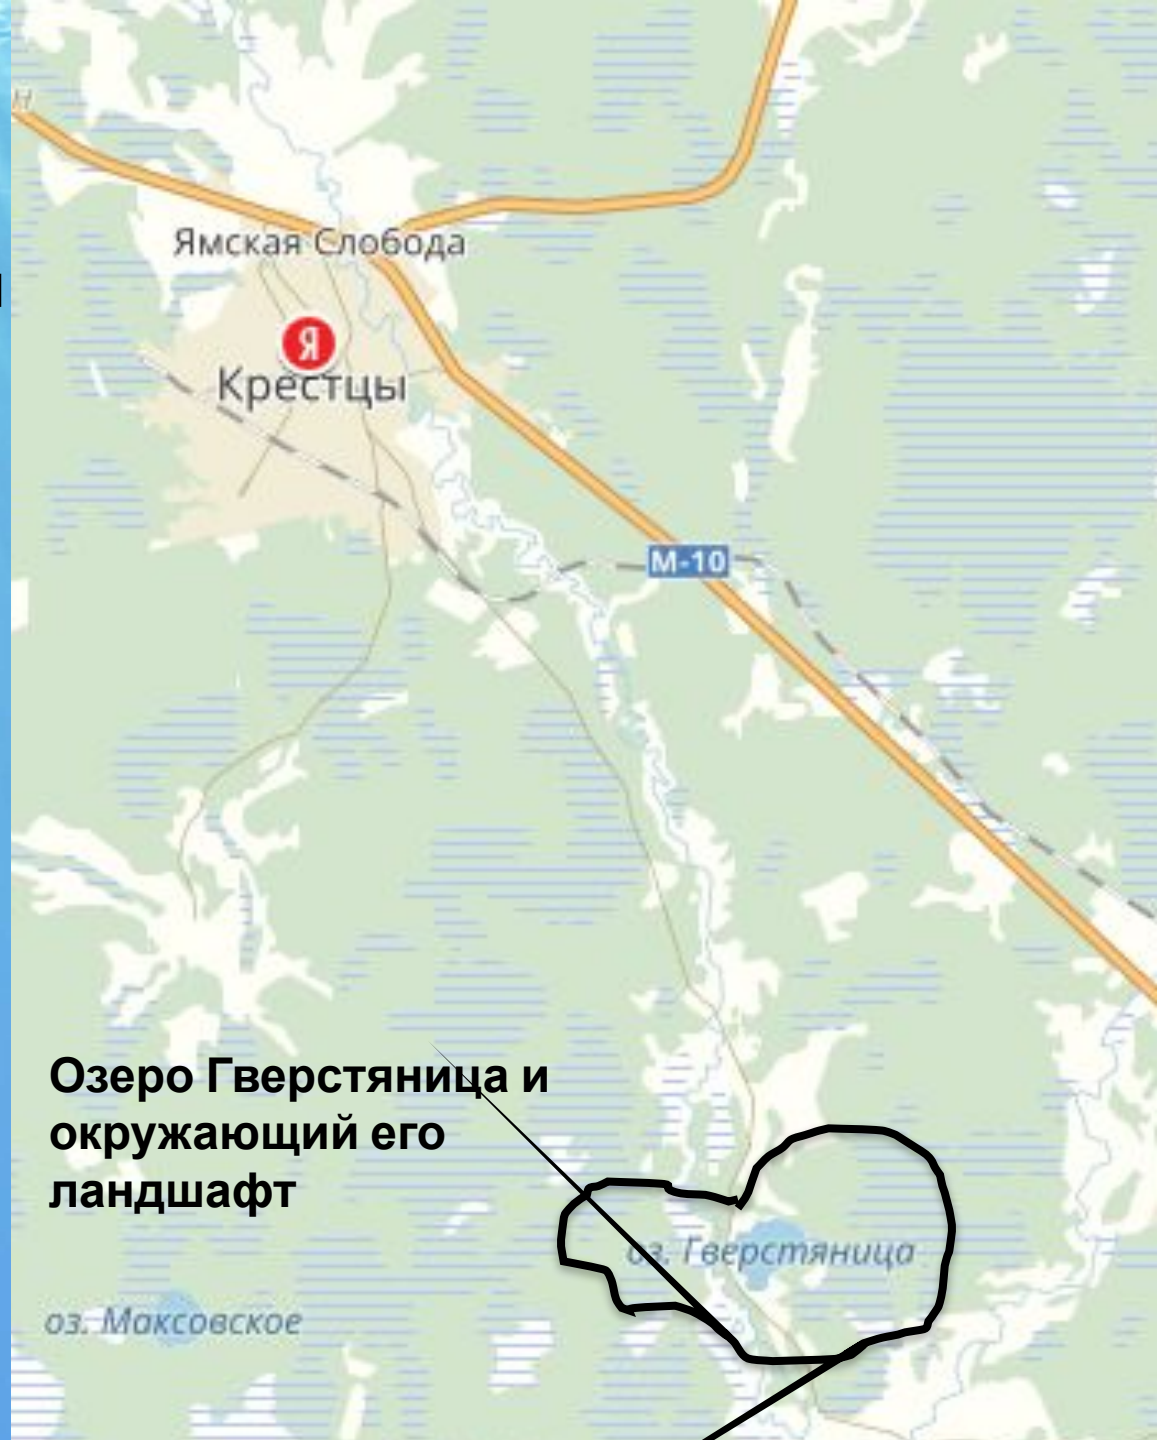 Ямская Слобода
Я
Крестцы
М-10
Озеро Гверстяница и
окружающий его
ландшафт
оз. Гверстяница
оз. Максовское